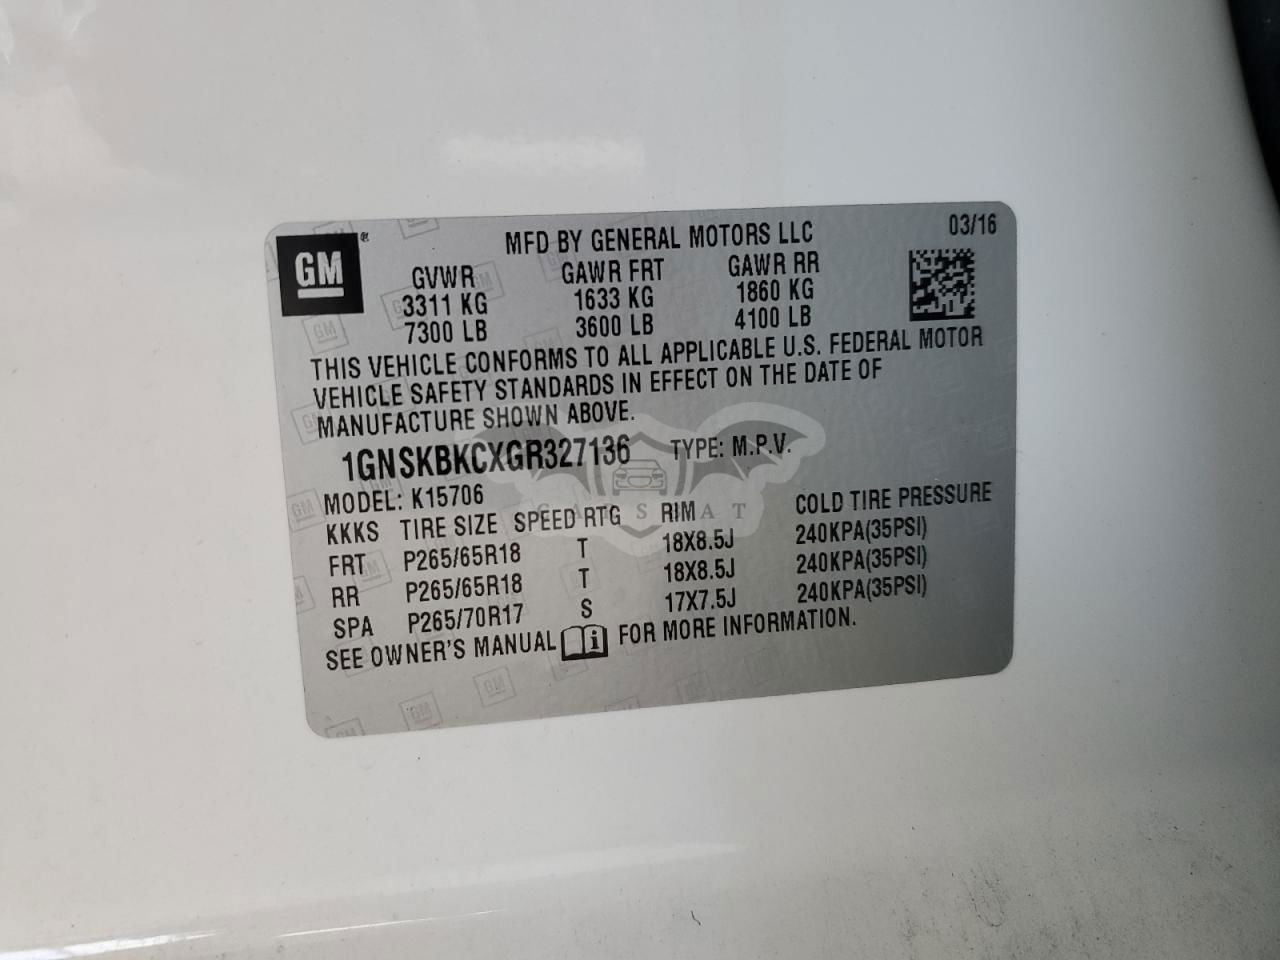 GM® MFD BY GENERAL MOTORS LLC 03/16
GVWR GAWR FRT GAWR RR
3311 KG 1633 KG 1860 KG
7300 LB 3600 LB 4100 LB
THIS VEHICLE CONFORMS TO ALL APPLICABLE U.S. FEDERAL MOTOR
VEHICLE SAFETY STANDARDS IN EFFECT ON THE DATE OF
MANUFACTURE SHOWN ABOVE.
1GNSKBKCXGR327136 TYPE: M.P.V.
MODEL: K15706
KKKS TIRE SIZE SPEED RTG RIM COLD TIRE PRESSURE
FRT P265/65R18 T 18X8.5J 240KPA(35PSI)
RR P265/65R18 T 18X8.5J 240KPA(35PSI)
SPA P265/70R17 S 17X7.5J 240KPA(35PSI)
SEE OWNER'S MANUAL i FOR MORE INFORMATION.